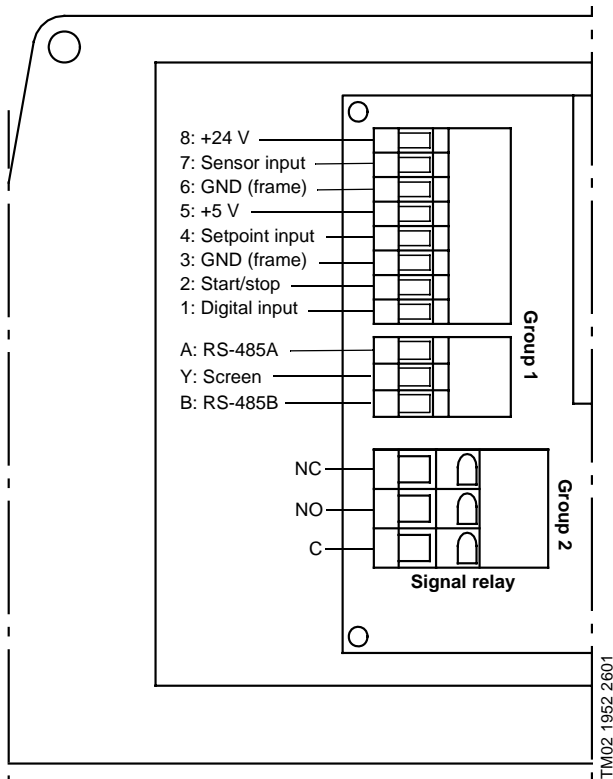 8: +24 V
7: Sensor input
6: GND (frame)
5: +5 V
4: Setpoint input
3: GND (frame)
2: Start/stop
1: Digital input
Group 1
A: RS-485A
Y: Screen
B: RS-485B
NC
NO
C
Group 2
Signal relay
TM02 1952 2601